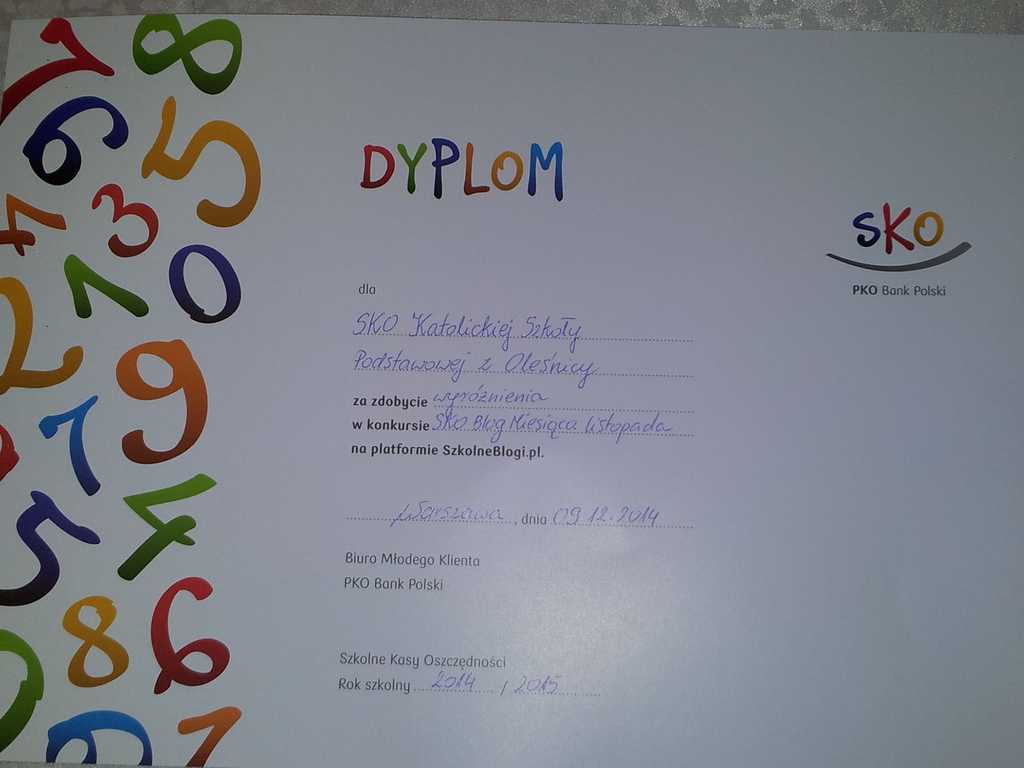 DYPLOM
SKO
PKO Bank Polski
dla
SKO Katolickiej Szkoły
Podstawowej z Oleśnicy
za zdobycie wyróżnienia
w konkursie SKO Blog Miesiąca listopada
na platformie SzkolneBlogi.pl.
Warszawa, dnia 09.12.2014
Biuro Młodego Klienta
PKO Bank Polski
Szkolne Kasy Oszczędności
Rok szkolny 2014 / 2015